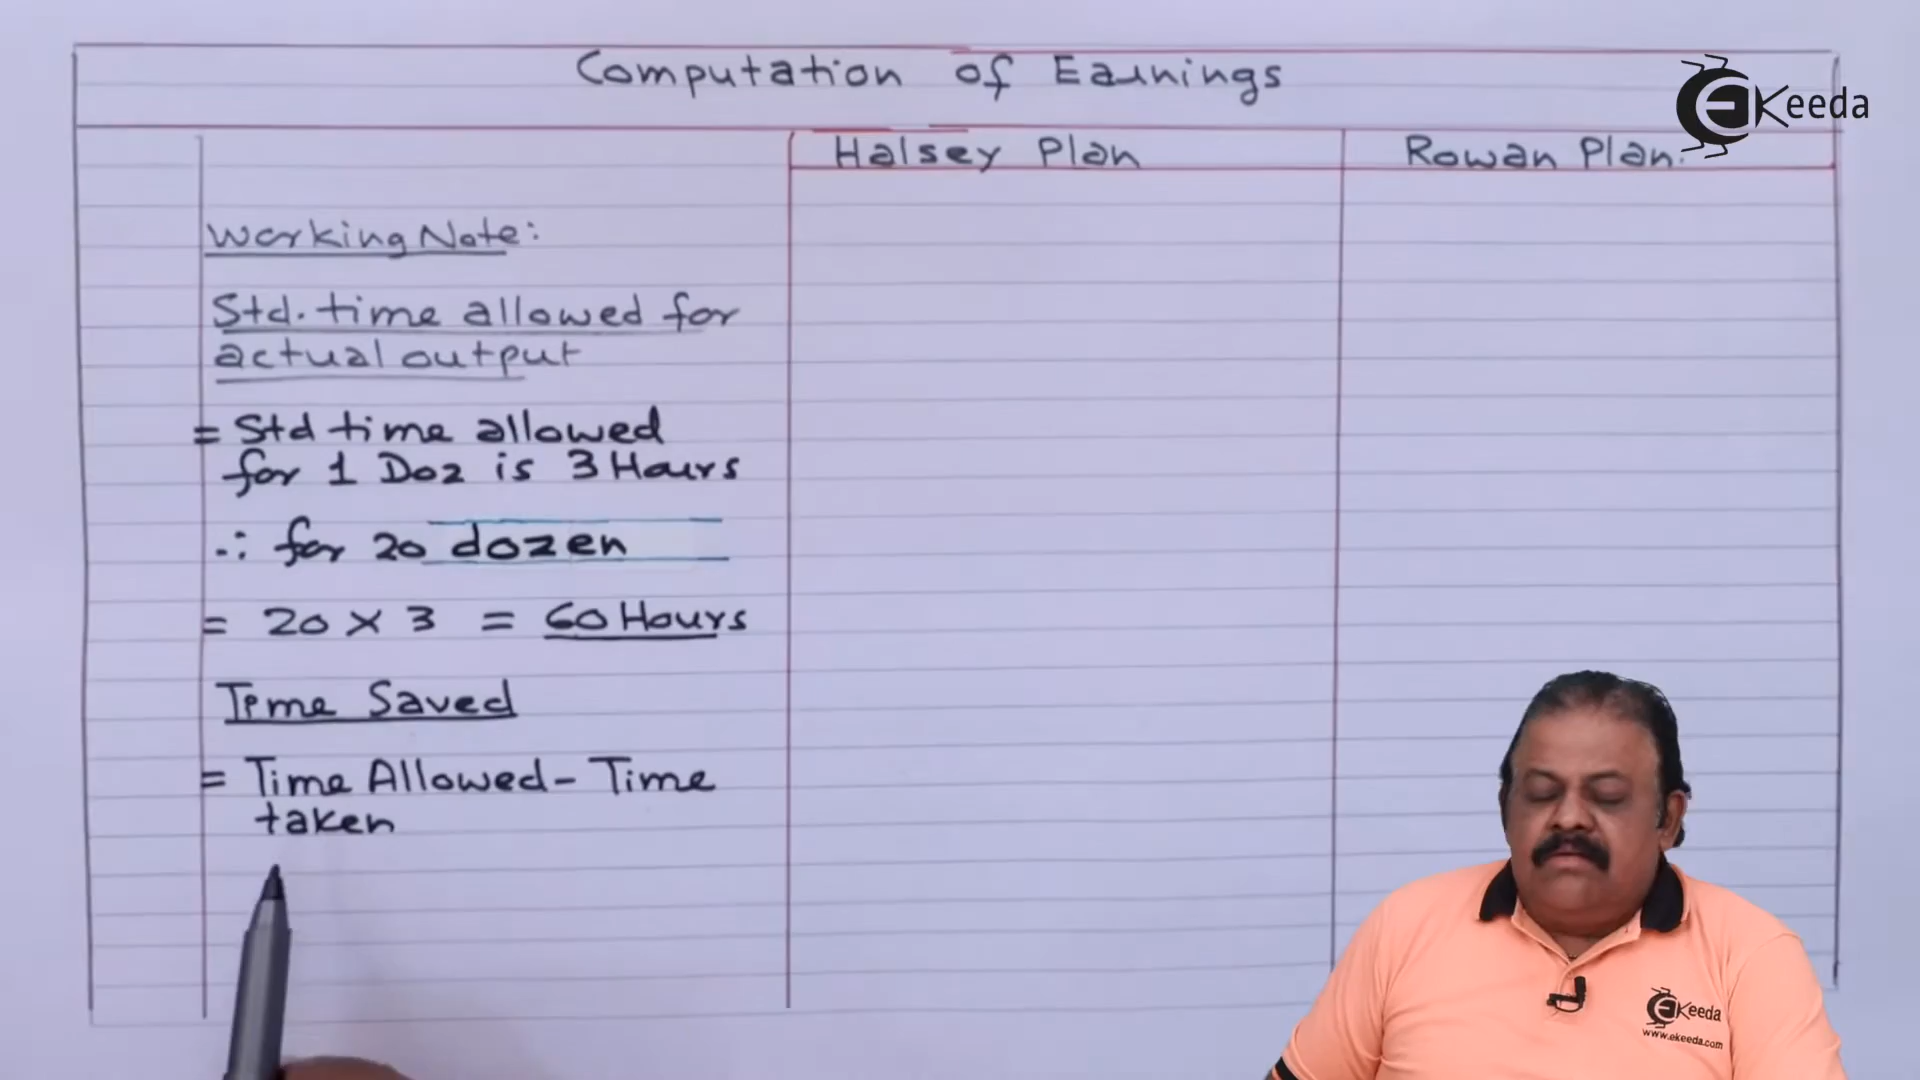 Computation of Earnings
EKeeda
Halsey Plan
Rowan Plan.
Working Note:
Std. time allowed for
actual output
= Std time allowed
for 1 Doz is 3 Hours
∴ for 20 dozen
= 20 x 3 = 60 Hours
Time Saved
= Time Allowed - Time
taken
EKeeda
www.ekeeda.com